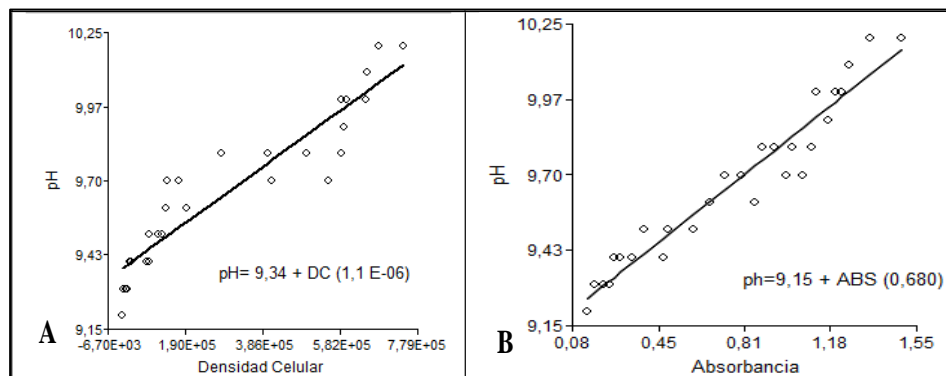 10,25
9,97
9,70
9,43
9,15
pH
pH= 9,34 + DC (1,1 E-06)
A
-6,70E+03 1,90E+05 3,86E+05 5,82E+05 7,79E+05
Densidad Celular
10,25
9,97
9,70
9,43
9,15
pH
ph=9,15 + ABS (0,680)
B
0,08 0,45 0,81 1,18 1,55
Absorbancia